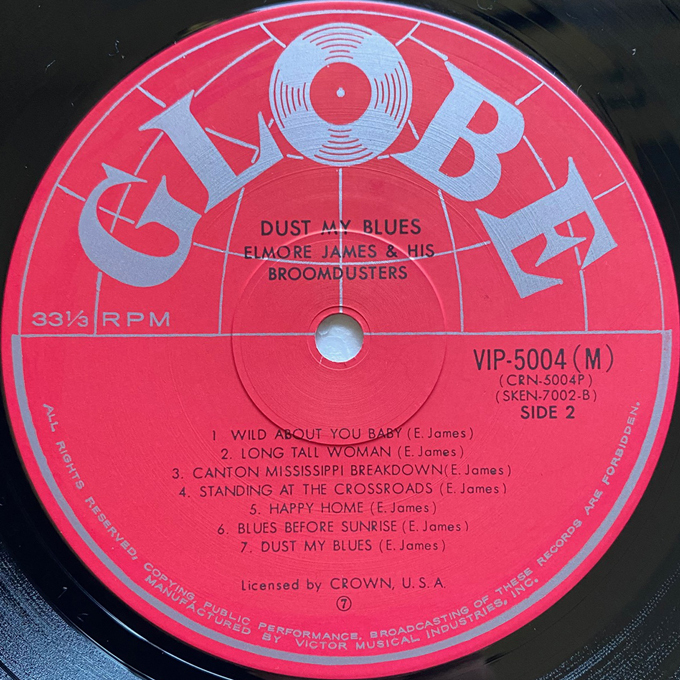 GLOBE
DUST MY BLUES
ELMORE JAMES & HIS
BROOMDUSTERS
33⅓ RPM
VIP-5004 (M)
(CRN-5004P)
(SKEN-7002-B)
SIDE 2
1 WILD ABOUT YOU BABY (E. James)
2. LONG TALL WOMAN (E. James)
3. CANTON MISSISSIPPI BREAKDOWN (E. James)
4. STANDING AT THE CROSSROADS (E. James)
5. HAPPY HOME (E. James)
6. BLUES BEFORE SUNRISE (E. James)
7. DUST MY BLUES (E. James)
Licensed by CROWN, U.S.A.
⑦
ALL RIGHTS RESERVED, COPYING, PUBLIC PERFORMANCE, BROADCASTING OF THESE RECORDS ARE FORBIDDEN.
MANUFACTURED BY VICTOR MUSICAL INDUSTRIES, INC.